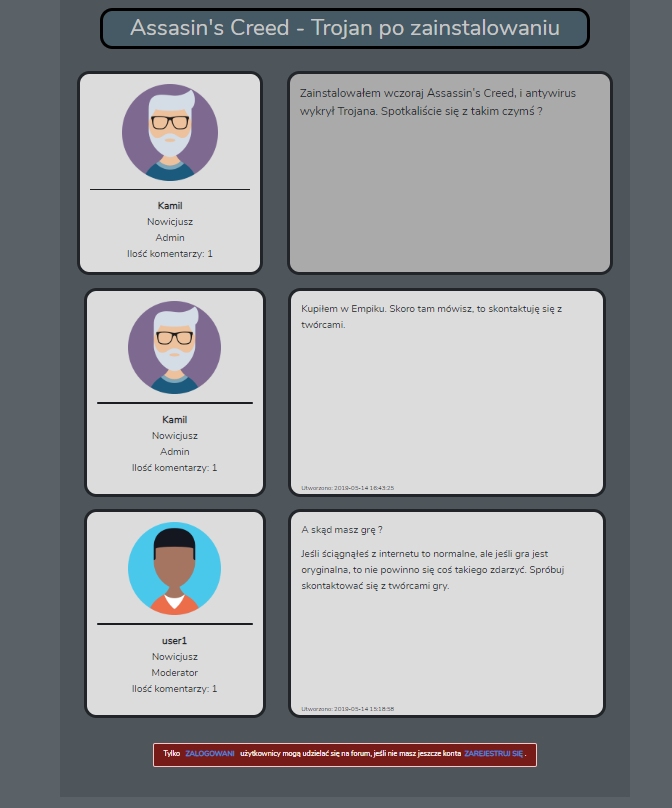 Assasin's Creed - Trojan po zainstalowaniu
Kamil
Nowicjusz
Admin
Ilość komentarzy: 1
Zainstalowałem wczoraj Assassin's Creed, i antywirus
wykrył Trojana. Spotkaliście się z takim czymś ?
Kamil
Nowicjusz
Admin
Ilość komentarzy: 1
Kupiłem w Empiku. Skoro tam mówisz, to skontaktuję się z
twórcami.
Utworzono: 2019-05-14 16:43:25
user1
Nowicjusz
Moderator
Ilość komentarzy: 1
A skąd masz grę ?
Jeśli ściągnąłeś z internetu to normalne, ale jeśli gra jest
oryginalna, to nie powinno się coś takiego zdarzyć. Spróbuj
skontaktować się z twórcami gry.
Utworzono: 2019-05-14 15:18:58
Tylko ZALOGOWANI użytkownicy mogą udzielać się na forum, jeśli nie masz jeszcze konta ZAREJESTRUJ SIĘ .